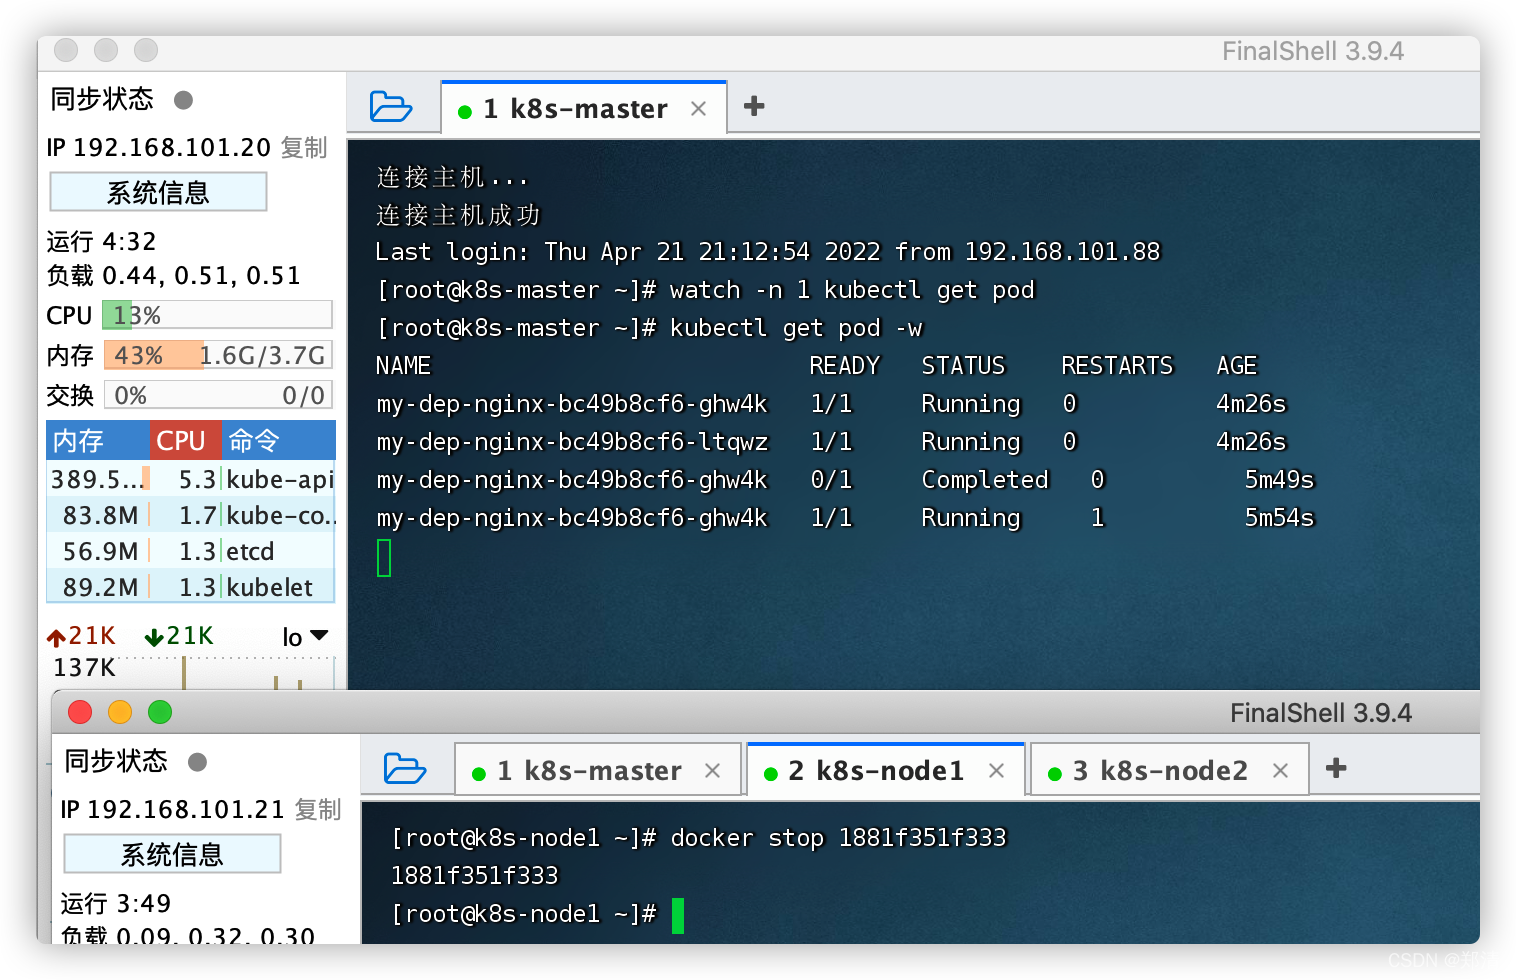 FinalShell 3.9.4
同步状态
1 k8s-master × +
IP 192.168.101.20 复制
系统信息
运行 4:32
负载 0.44, 0.51, 0.51
CPU 13%
内存 43% 1.6G/3.7G
交换 0% 0/0
内存 CPU 命令
389.5... 5.3 kube-api
83.8M 1.7 kube-co..
56.9M 1.3 etcd
89.2M 1.3 kubelet
21K 21K lo
137K
连接主机...
连接主机成功
Last login: Thu Apr 21 21:12:54 2022 from 192.168.101.88
[root@k8s-master ~]# watch -n 1 kubectl get pod
[root@k8s-master ~]# kubectl get pod -w
NAME READY STATUS RESTARTS AGE
my-dep-nginx-bc49b8cf6-ghw4k 1/1 Running 0 4m26s
my-dep-nginx-bc49b8cf6-ltqwz 1/1 Running 0 4m26s
my-dep-nginx-bc49b8cf6-ghw4k 0/1 Completed 0 5m49s
my-dep-nginx-bc49b8cf6-ghw4k 1/1 Running 1 5m54s
FinalShell 3.9.4
同步状态
1 k8s-master × 2 k8s-node1 × 3 k8s-node2 × +
IP 192.168.101.21 复制
系统信息
运行 3:49
负载 0.09, 0.32, 0.30
[root@k8s-node1 ~]# docker stop 1881f351f333
1881f351f333
[root@k8s-node1 ~]#
CSDN